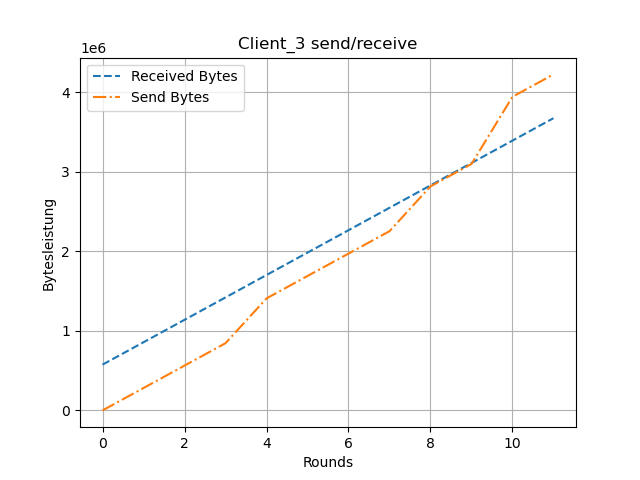 Client_3 send/receive
1e6
Received Bytes
Send Bytes
4
3
2
1
0
Bytesleistung
0 2 4 6 8 10
Rounds